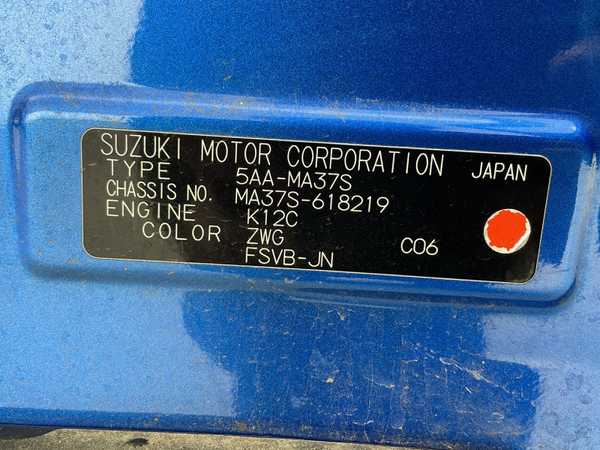 SUZUKI MOTOR CORPORATION JAPAN
TYPE 5AA-MA37S
CHASSIS NO. MA37S-618219
ENGINE K12C
COLOR ZWG C06
FSVB-JN